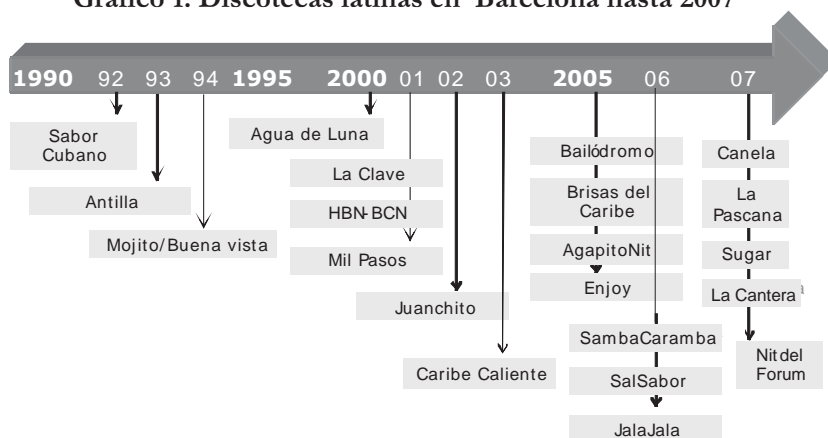 Gráfico 1. Discotecas latinas en Barcelona hasta 2007
1990 92 93 94 1995 2000 01 02 03 2005 06 07
Sabor
Cubano
Antilla
Mojito/Buena vista
Agua de Luna
La Clave
HBN-BCN
Mil Pasos
Juanchito
Caribe Caliente
Bailódromo
Brisas del
Caribe
AgapitoNit
Enjoy
SambaCaramba
SalSabor
JalaJala
Canela
La
Pascana
Sugar
La Cantera
Nit del
Forum